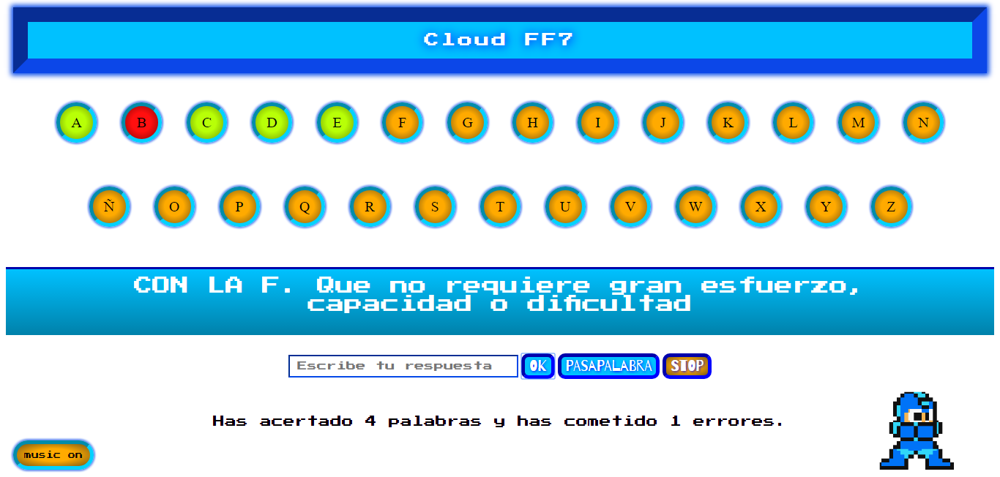 Cloud FF7
A B C D E F G H I J K L M N
Ñ O P Q R S T U V W X Y Z
CON LA F. Que no requiere gran esfuerzo,
capacidad o dificultad
Escribe tu respuesta OK PASAPALABRA STOP
Has acertado 4 palabras y has cometido 1 errores.
music on